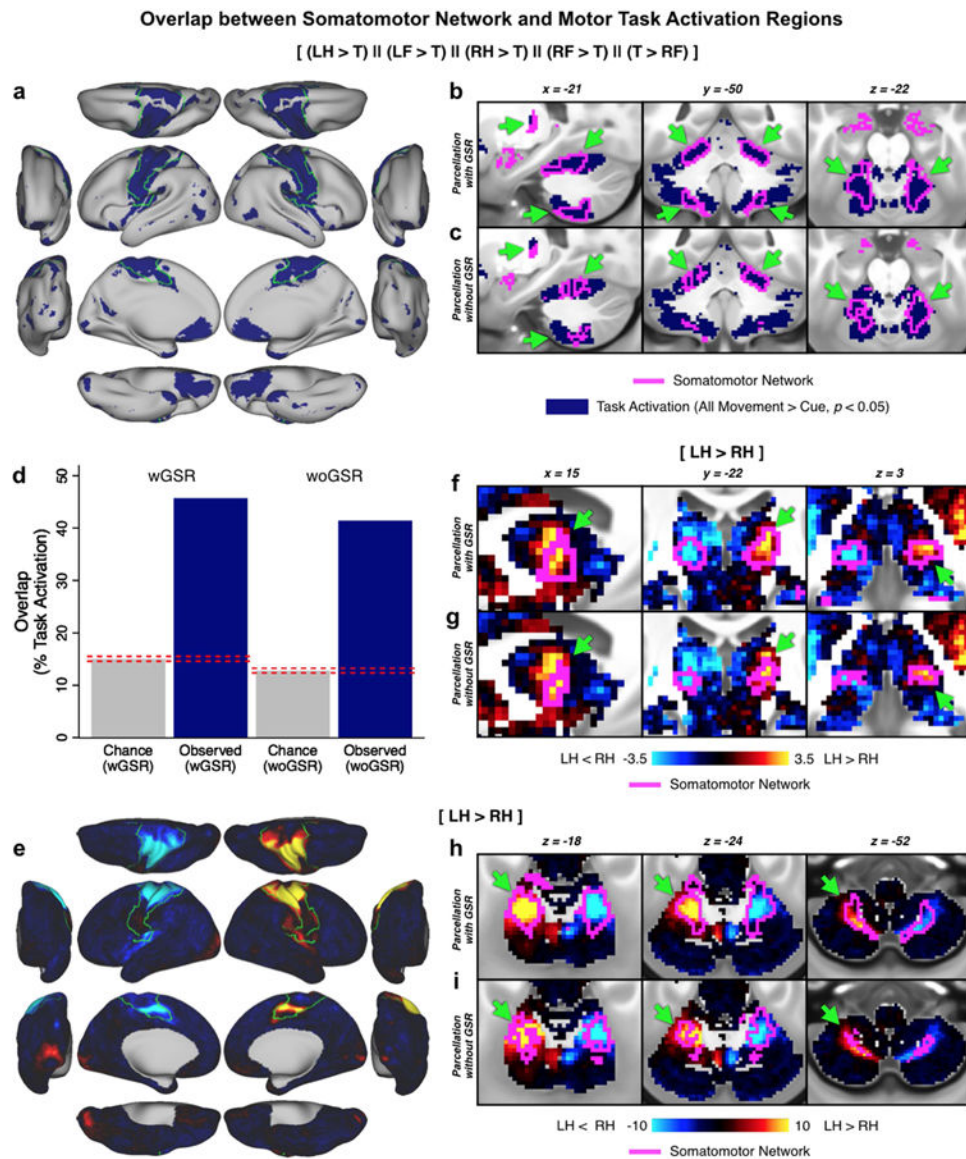 Overlap between Somatomotor Network and Motor Task Activation Regions
[ (LH > T) II (LF > T) II (RH > T) II (RF > T) II (T > RF) ]
a
b
x = -21
y = -50
z = -22
Parcellation
with GSR
c
Parcellation
without GSR
Somatomotor Network
Task Activation (All Movement > Cue, p < 0.05)
d
wGSR
woGSR
Overlap
(% Task Activation)
50
40
30
20
10
0
Chance
(wGSR)
Observed
(wGSR)
Chance
(woGSR)
Observed
(woGSR)
[ LH > RH ]
f
x = 15
y = -22
z = 3
Parcellation
with GSR
g
Parcellation
without GSR
LH < RH -3.5 3.5 LH > RH
Somatomotor Network
e
[ LH > RH ]
h
z = -18
z = -24
z = -52
Parcellation
with GSR
i
Parcellation
without GSR
LH < RH -10 10 LH > RH
Somatomotor Network